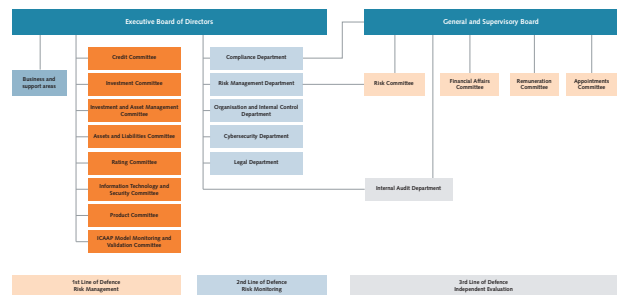 Executive Board of Directors
General and Supervisory Board
Business and
support areas
Credit Committee
Investment Committee
Investment and Asset Management
Committee
Assets and Liabilities Committee
Rating Committee
Information Technology and
Security Committee
Product Committee
ICAAP Model Monitoring and
Validation Committee
Compliance Department
Risk Management Department
Organisation and Internal Control
Department
Cybersecurity Department
Legal Department
Risk Committee
Financial Affairs
Committee
Remuneration
Committee
Appointments
Committee
Internal Audit Department
1st Line of Defence
Risk Management
2nd Line of Defence
Risk Monitoring
3rd Line of Defence
Independent Evaluation